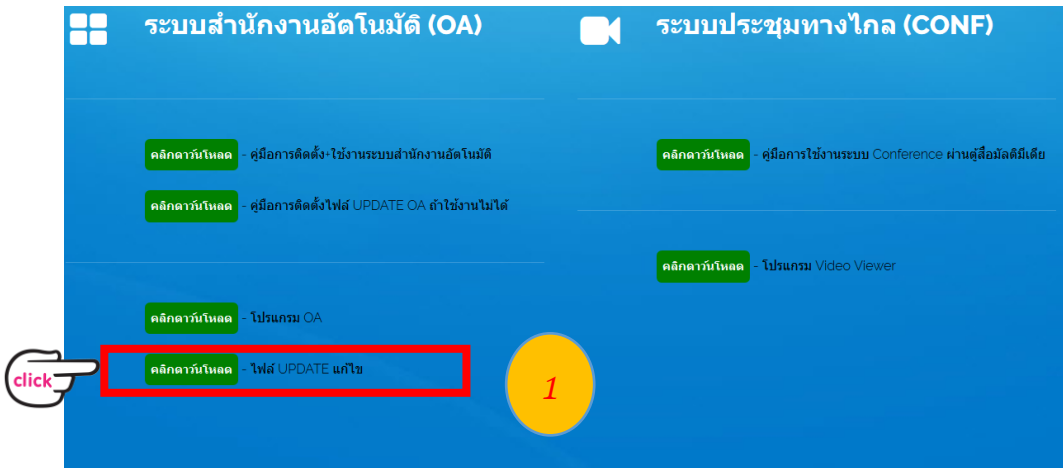 ระบบสำนักงานอัตโนมัติ (OA)
คลิกดาวน์โหลด - คู่มือการติดตั้ง+ใช้งานระบบสำนักงานอัตโนมัติ
คลิกดาวน์โหลด - คู่มือการติดตั้งไฟล์ UPDATE OA ถ้าใช้งานไม่ได้
คลิกดาวน์โหลด - โปรแกรม OA
click
คลิกดาวน์โหลด - ไฟล์ UPDATE แก้ไข
1
ระบบประชุมทางไกล (CONF)
คลิกดาวน์โหลด - คู่มือการใช้งานระบบ Conference ผ่านตู้สื่อมัลติมีเดีย
คลิกดาวน์โหลด - โปรแกรม Video Viewer